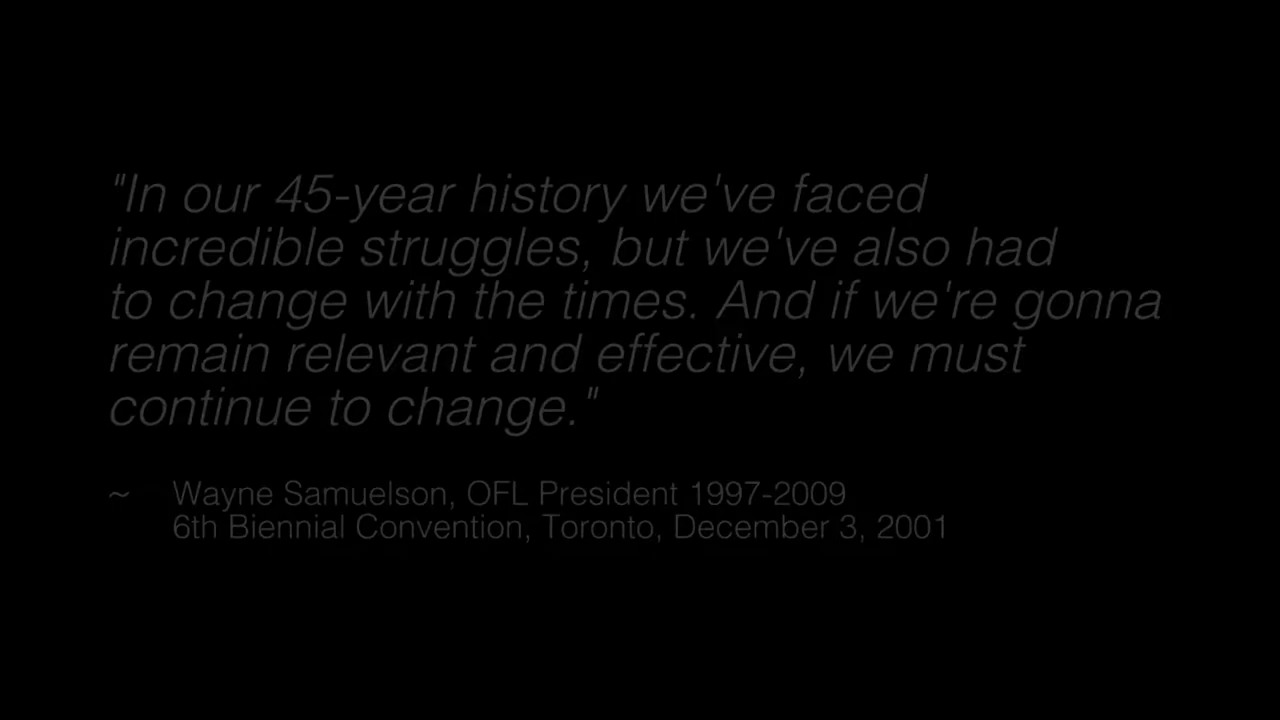 "In our 45-year history we've faced
incredible struggles, but we've also had
to change with the times. And if we're gonna
remain relevant and effective, we must
continue to change."
~ Wayne Samuelson, OFL President 1997-2009
6th Biennial Convention, Toronto, December 3, 2001